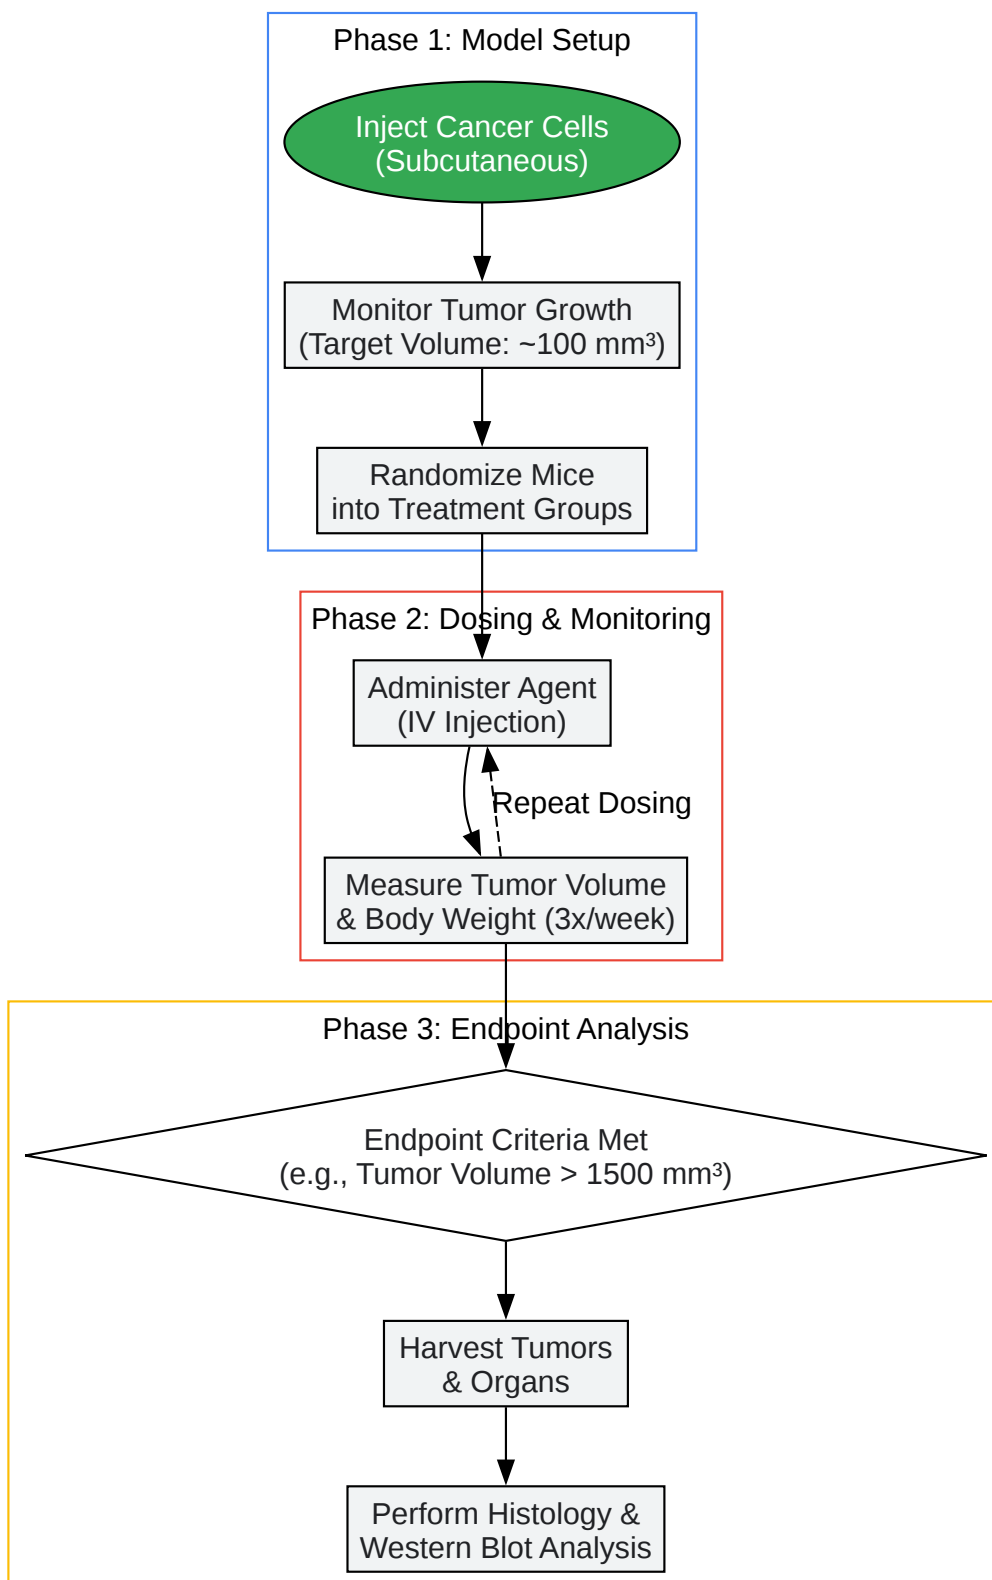 Phase 1: Model Setup
Inject Cancer Cells
(Subcutaneous)
Monitor Tumor Growth
(Target Volume: ~100 mm³)
Randomize Mice
into Treatment Groups
Phase 2: Dosing & Monitoring
Administer Agent
(IV Injection)
Repeat Dosing
Measure Tumor Volume
& Body Weight (3x/week)
Phase 3: Endpoint Analysis
Endpoint Criteria Met
(e.g., Tumor Volume > 1500 mm³)
Harvest Tumors
& Organs
Perform Histology &
Western Blot Analysis